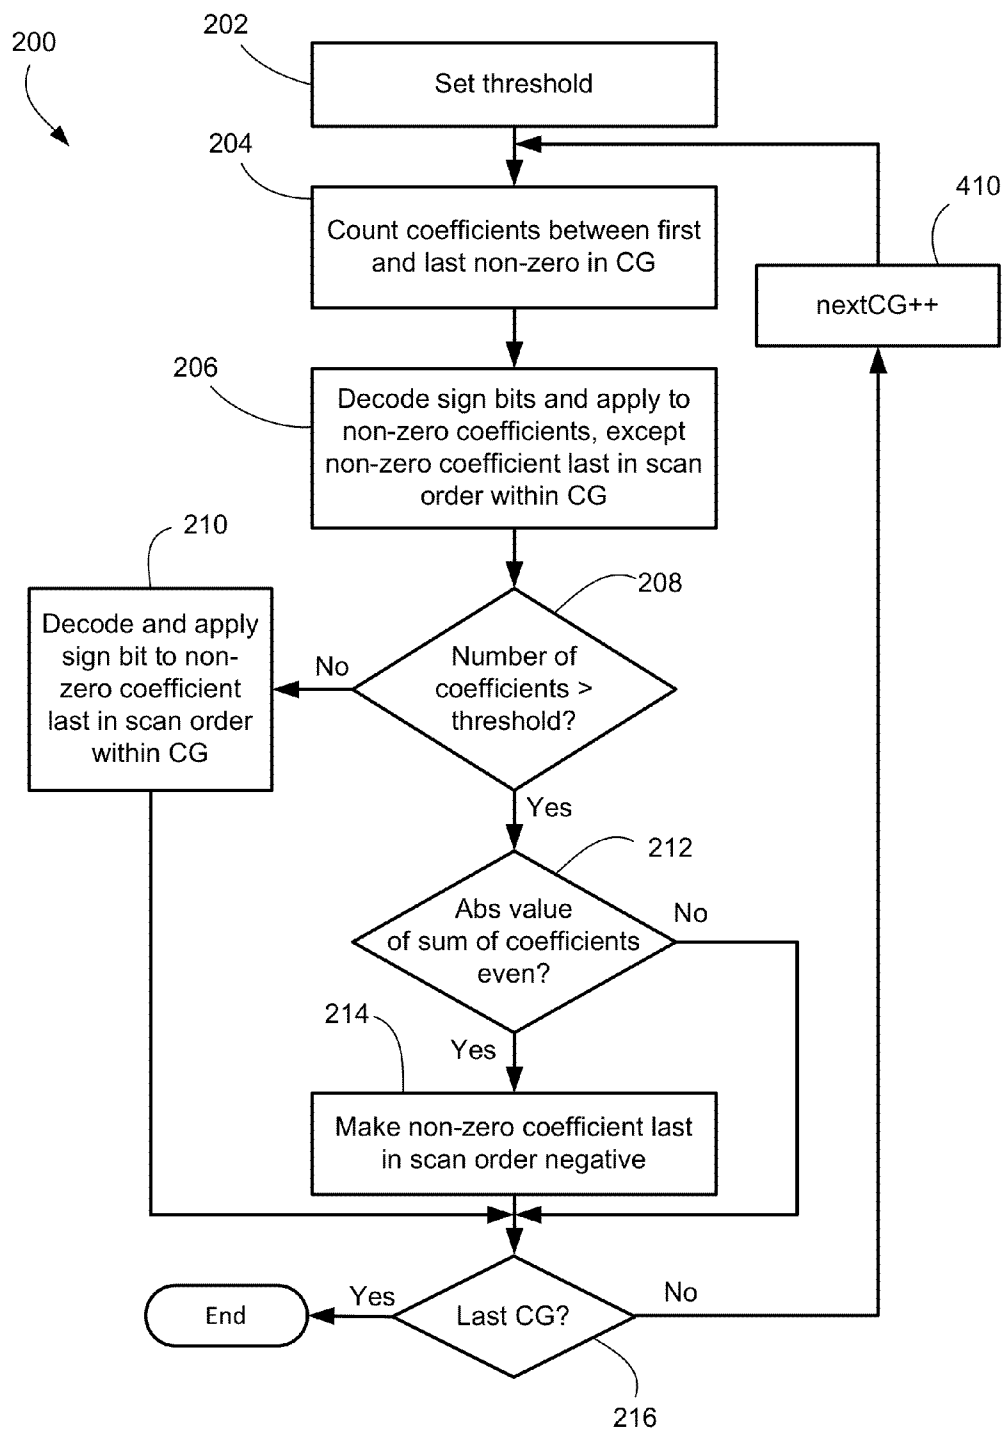 200
202
Set threshold
204
Count coefficients between first
and last non-zero in CG
410
nextCG++
206
Decode sign bits and apply to
non-zero coefficients, except
non-zero coefficient last in scan
order within CG
210
Decode and apply
sign bit to non-
zero coefficient
last in scan order
within CG
208
No
Number of
coefficients >
threshold?
Yes
212
Abs value
of sum of coefficients
even?
No
214
Yes
Make non-zero coefficient last
in scan order negative
End
Yes
Last CG?
No
216